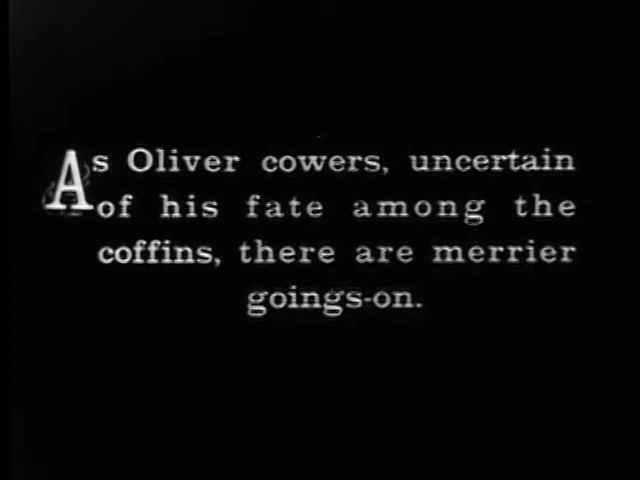 As Oliver cowers, uncertain
of his fate among the
coffins, there are merrier
goings-on.